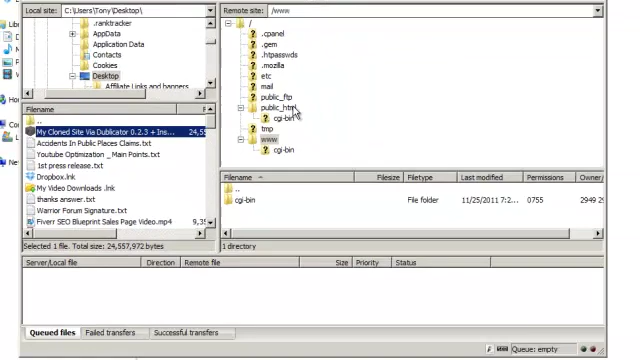 Local site: C:\Users\Tony\Desktop\
Remote site: /www
.ranktracker
AppData
Application Data
Contacts
Cookies
Desktop
Affiliate Links and banners
/
.cpanel
.gem
.htpasswds
.mozilla
etc
mail
public_ftp
public_html
cgi-bin
tmp
www
cgi-bin
Filename F
..
My Cloned Site Via Dublicator 0.2.3 + Ins... 24,55
Accidents In Public Places Claims.txt
Youtube Optimization _ Main Points.txt
1st press release.txt
Dropbox.lnk
My Video Downloads .lnk
thanks answer.txt
Warrior Forum Signature.txt
Fiverr SEO Blueprint Sales Page Video.mp4 9,35
Selected 1 file. Total size: 24,557,972 bytes
Filename Filesize Filetype Last modified Permissions Owner/
..
cgi-bin File folder 11/25/2011 7:2... 0755 2949 29
1 directory
Server/Local file Direction Remote file Size Priority Status
Queued files Failed transfers Successful transfers
Queue: empty